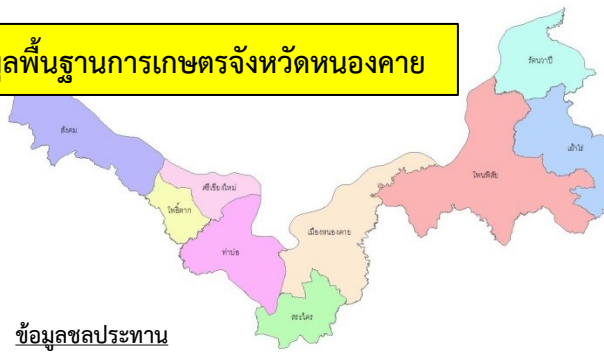 ลพื้นฐานการเกษตรจังหวัดหนองคาย
รัตนวาปี
สังคม
เฝ้าไร่
ศรีเชียงใหม่
โพนพิสัย
โพธิ์ตาก
เมืองหนองคาย
ท่าบ่อ
สระใคร
ข้อมูลชลประทาน